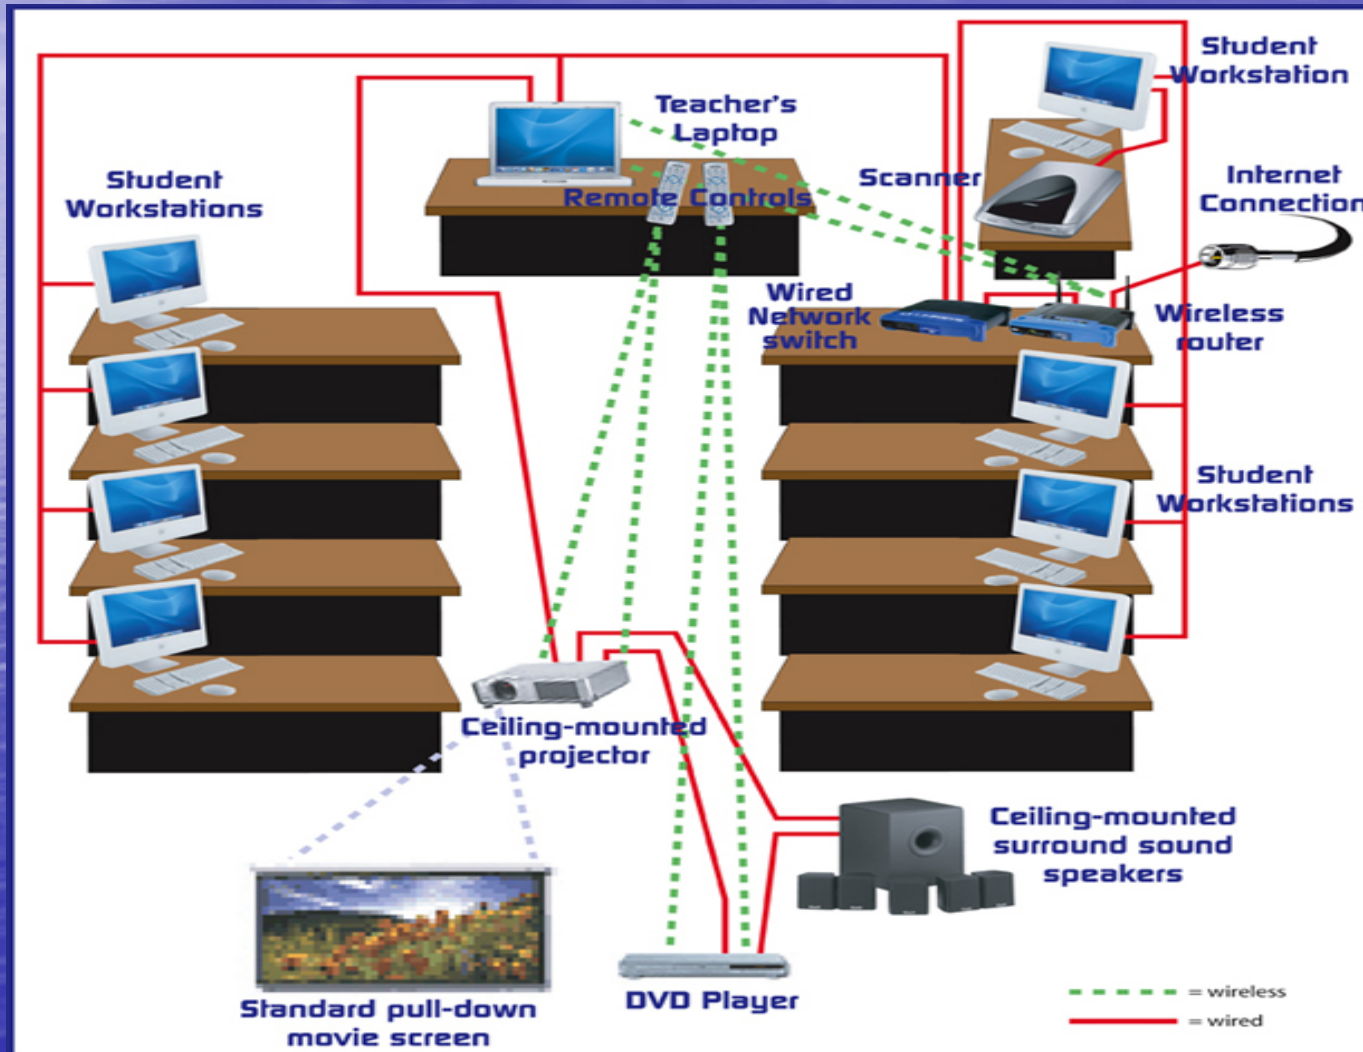 Student
Workstation
Teacher's
Laptop
Student
Workstations
Remote Controls
Scanner
Internet
Connection
Wired
Network
switch
Wireless
router
Student
Workstations
Ceiling-mounted
projector
Ceiling-mounted
surround sound
speakers
Standard pull-down
movie screen
DVD Player
= wireless
= wired